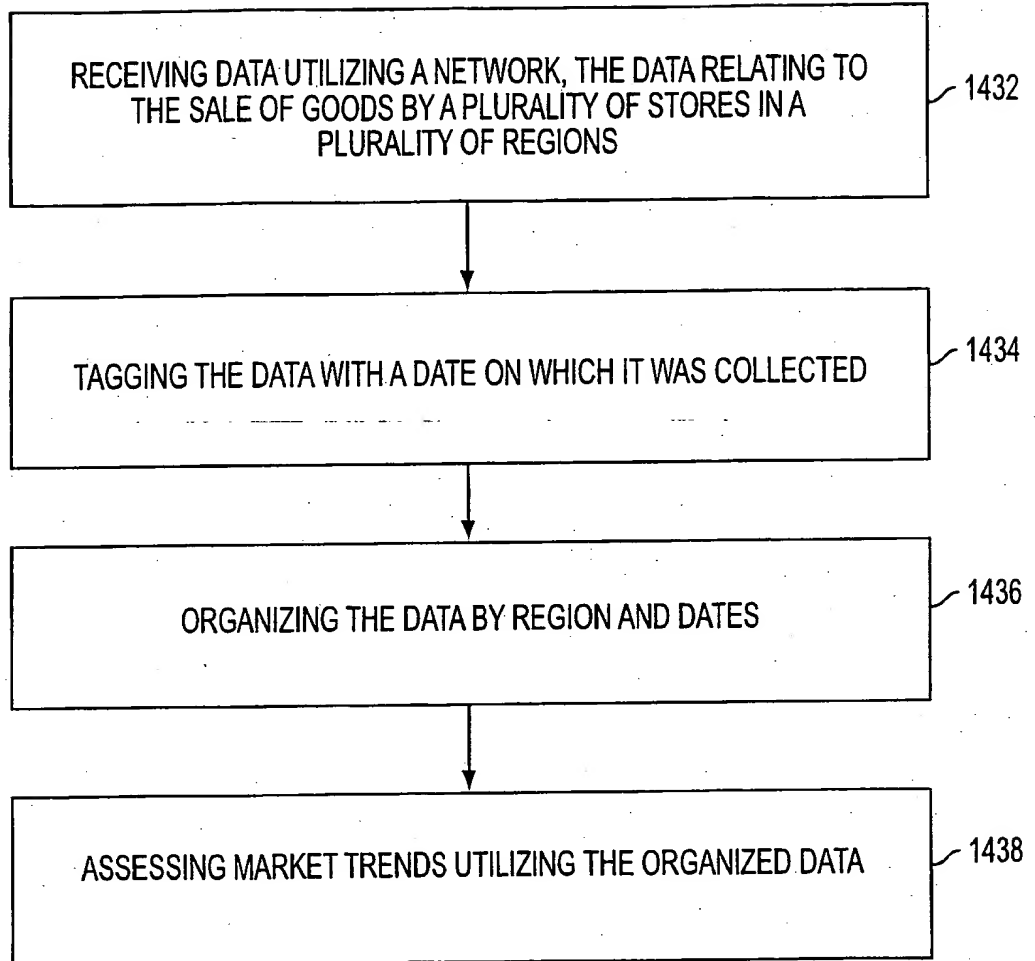 RECEIVING DATA UTILIZING A NETWORK, THE DATA RELATING TO
THE SALE OF GOODS BY A PLURALITY OF STORES IN A
PLURALITY OF REGIONS
1432
TAGGING THE DATA WITH A DATE ON WHICH IT WAS COLLECTED
1434
ORGANIZING THE DATA BY REGION AND DATES
1436
ASSESSING MARKET TRENDS UTILIZING THE ORGANIZED DATA
1438